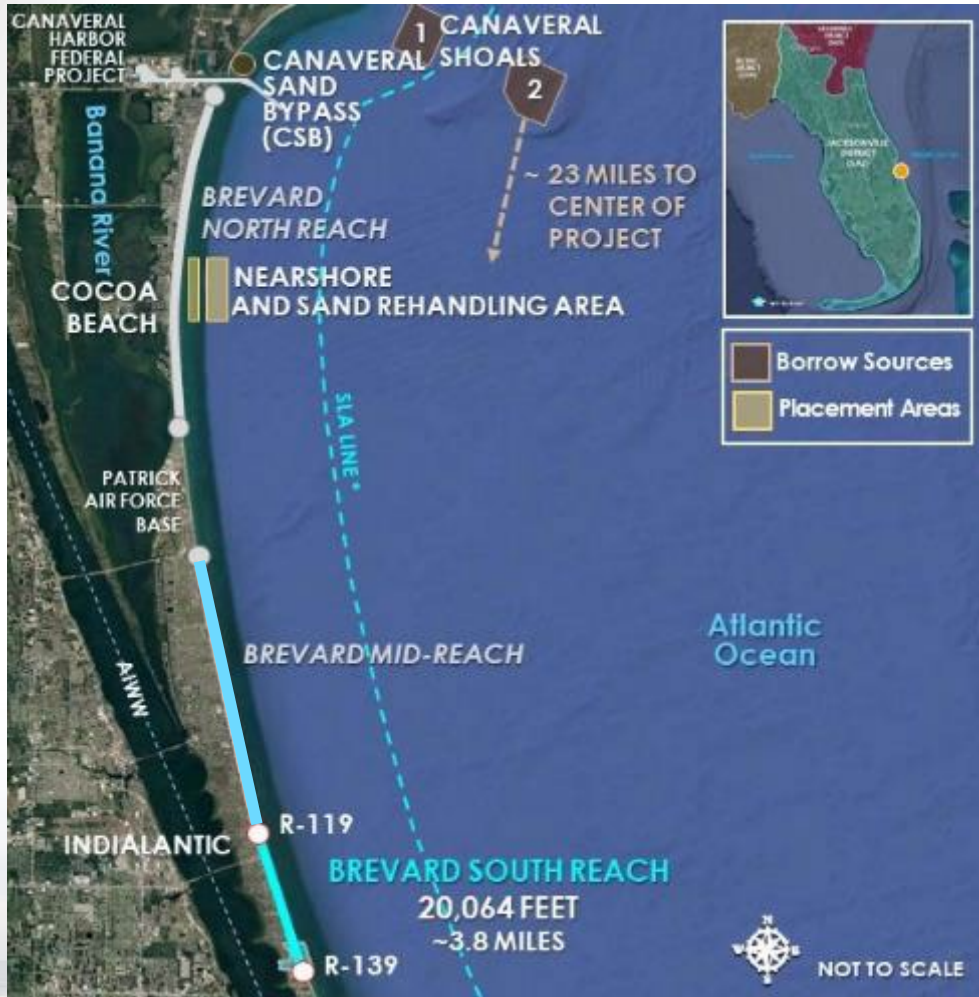 CANAVERAL
HARBOR
FEDERAL
PROJECT
CANAVERAL
SAND
BYPASS
(CSB)
1
CANAVERAL
SHOALS
2
~ 23 MILES TO
CENTER OF
PROJECT
Banana River
BREVARD
NORTH REACH
COCOA
BEACH
NEARSHORE
AND SAND REHANDLING AREA
SLA LINE*
PATRICK
AIR FORCE
BASE
BREVARD MID-REACH
Atlantic
Ocean
AIWW
INDIALANTIC
R-119
BREVARD SOUTH REACH
20,064 FEET
~3.8 MILES
R-139
JACKSONVILLE
DISTRICT
(SAJ)
Borrow Sources
Placement Areas
N
W
E
S
NOT TO SCALE